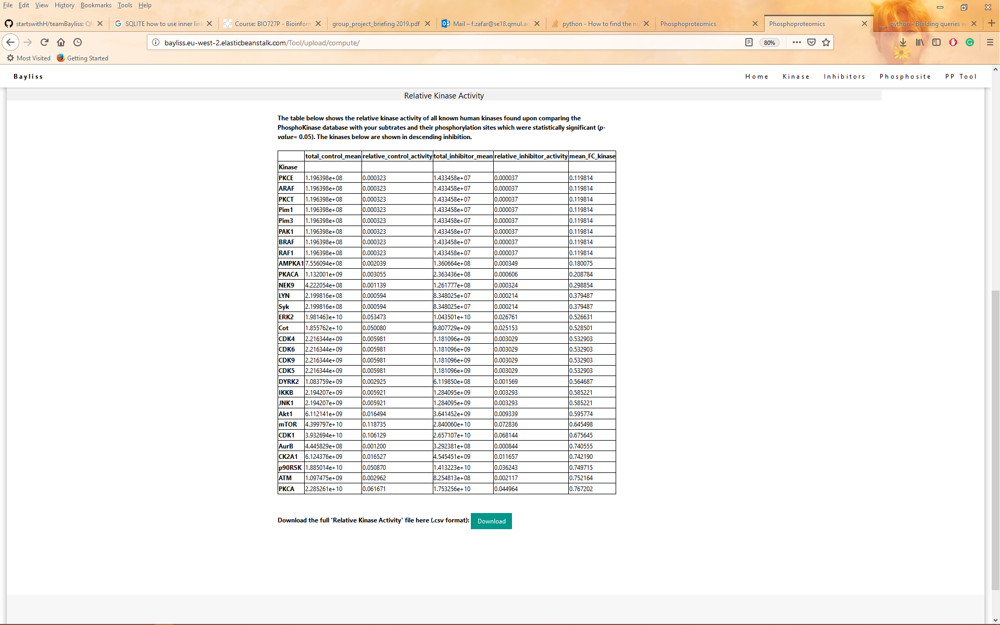 File Edit View History Bookmarks Tools Help
startswithH/teamBayliss: QM
SQLITE how to use inner link
Course: BIO727P - Bioinform
group_project_briefing 2019.pdf
Mail – f.zafar@se18.qmul.ac.
python - How to find the nu
Phosphoproteomics
Phosphoproteomics
python - Building queries wi
bayliss.eu-west-2.elasticbeanstalk.com/Tool/upload/compute/
80%
Most Visited Getting Started
Bayliss
Home Kinase Inhibitors Phosphosite PP Tool
Relative Kinase Activity
The table below shows the relative kinase activity of all known human kinases found upon comparing the
PhosphoKinase database with your subtrates and their phosphorylation sites which were statistically significant (p-
value= 0.05). The kinases below are shown in descending inhibition.
total_control_mean relative_control_activity total_inhibitor_mean relative_inhibitor_activity mean_FC_kinase
Kinase
PKCE 1.196398e+08 0.000323 1.433458e+07 0.000037 0.119814
ARAF 1.196398e+08 0.000323 1.433458e+07 0.000037 0.119814
PKCT 1.196398e+08 0.000323 1.433458e+07 0.000037 0.119814
Pim1 1.196398e+08 0.000323 1.433458e+07 0.000037 0.119814
Pim3 1.196398e+08 0.000323 1.433458e+07 0.000037 0.119814
PAK1 1.196398e+08 0.000323 1.433458e+07 0.000037 0.119814
BRAF 1.196398e+08 0.000323 1.433458e+07 0.000037 0.119814
RAF1 1.196398e+08 0.000323 1.433458e+07 0.000037 0.119814
AMPKA1 7.556094e+08 0.002039 1.360664e+08 0.000349 0.180075
PKACA 1.132001e+09 0.003055 2.363436e+08 0.000606 0.208784
NEK9 4.222054e+08 0.001139 1.261777e+08 0.000324 0.298854
LYN 2.199816e+08 0.000594 8.348025e+07 0.000214 0.379487
Syk 2.199816e+08 0.000594 8.348025e+07 0.000214 0.379487
ERK2 1.981463e+10 0.053473 1.043501e+10 0.026761 0.526631
Cot 1.855762e+10 0.050080 9.807729e+09 0.025153 0.528501
CDK4 2.216344e+09 0.005981 1.181096e+09 0.003029 0.532903
CDK6 2.216344e+09 0.005981 1.181096e+09 0.003029 0.532903
CDK9 2.216344e+09 0.005981 1.181096e+09 0.003029 0.532903
CDK5 2.216344e+09 0.005981 1.181096e+09 0.003029 0.532903
DYRK2 1.083759e+09 0.002925 6.119850e+08 0.001569 0.564687
IKKB 2.194207e+09 0.005921 1.284095e+09 0.003293 0.585221
JNK1 2.194207e+09 0.005921 1.284095e+09 0.003293 0.585221
Akt1 6.112141e+09 0.016494 3.641452e+09 0.009339 0.595774
mTOR 4.399797e+10 0.118735 2.840060e+10 0.072836 0.645498
CDK1 3.932694e+10 0.106129 2.657107e+10 0.068144 0.675645
AurB 4.445829e+08 0.001200 3.292381e+08 0.000844 0.740555
CK2A1 6.124376e+09 0.016527 4.545451e+09 0.011657 0.742190
p90RSK 1.885014e+10 0.050870 1.413223e+10 0.036243 0.749715
ATM 1.097475e+09 0.002962 8.254813e+08 0.002117 0.752164
PKCA 2.285261e+10 0.061671 1.753256e+10 0.044964 0.767202
Download the full 'Relative Kinase Activity' file here (.csv format): Download